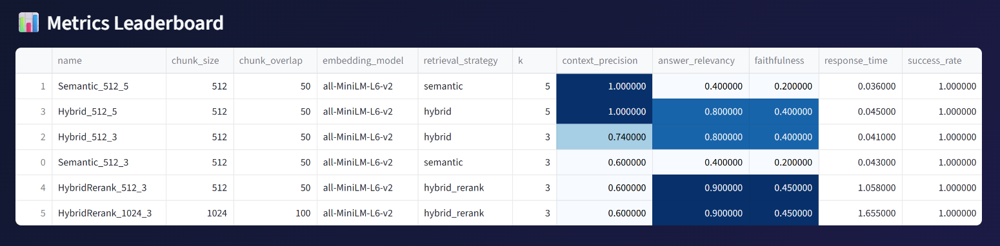 📊 Metrics Leaderboard
name chunk_size chunk_overlap embedding_model retrieval_strategy k context_precision answer_relevancy faithfulness response_time success_rate
1 Semantic_512_5 512 50 all-MiniLM-L6-v2 semantic 5 1.000000 0.400000 0.200000 0.036000 1.000000
3 Hybrid_512_5 512 50 all-MiniLM-L6-v2 hybrid 5 1.000000 0.800000 0.400000 0.045000 1.000000
2 Hybrid_512_3 512 50 all-MiniLM-L6-v2 hybrid 3 0.740000 0.800000 0.400000 0.041000 1.000000
0 Semantic_512_3 512 50 all-MiniLM-L6-v2 semantic 3 0.600000 0.400000 0.200000 0.043000 1.000000
4 HybridRerank_512_3 512 50 all-MiniLM-L6-v2 hybrid_rerank 3 0.600000 0.900000 0.450000 1.058000 1.000000
5 HybridRerank_1024_3 1024 100 all-MiniLM-L6-v2 hybrid_rerank 3 0.600000 0.900000 0.450000 1.655000 1.000000